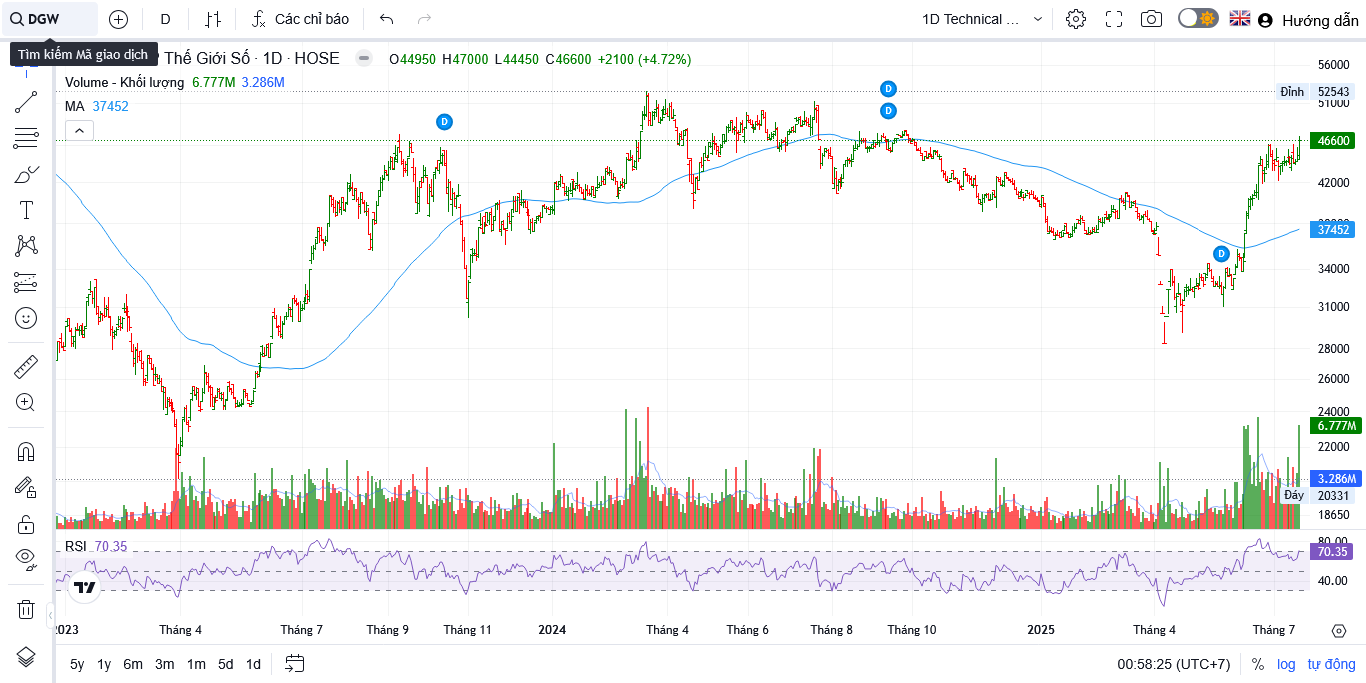 DGW
D
Các chỉ báo
1D Technical ...
Hướng dẫn
Tìm kiếm Mã giao dịch
Thế Giới Số · 1D · HOSE
O44950 H47000 L44450 C46600 +2100 (+4.72%)
Volume - Khối lượng 6.777M 3.286M
MA 37452
D
D
D
D
56000
Đỉnh 52543
51000
46600
42000
37452
34000
31000
28000
26000
24000
6.777M
22000
3.286M
Đáy 20331
18650
RSI 70.35
80.00
70.35
40.00
2023 Tháng 4 Tháng 7 Tháng 9 Tháng 11 2024 Tháng 4 Tháng 6 Tháng 8 Tháng 10 2025 Tháng 4 Tháng 7
5y 1y 6m 3m 1m 5d 1d
00:58:25 (UTC+7) % log tự động